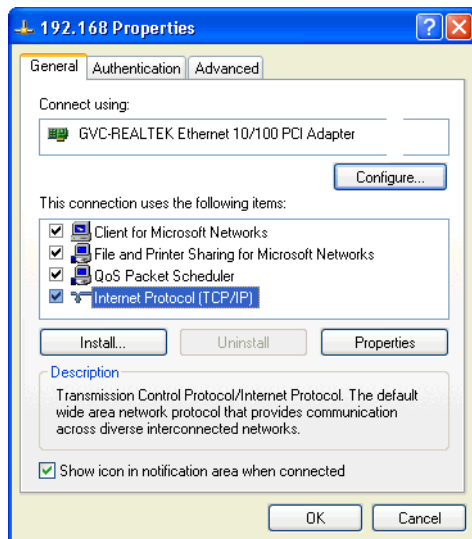 192.168 Properties
General Authentication Advanced
Connect using:
GVC-REALTEK Ethernet 10/100 PCI Adapter
Configure...
This connection uses the following items:
Client for Microsoft Networks
File and Printer Sharing for Microsoft Networks
QoS Packet Scheduler
Internet Protocol (TCP/IP)
Install... Uninstall Properties
Description
Transmission Control Protocol/Internet Protocol. The default
wide area network protocol that provides communication
across diverse interconnected networks.
Show icon in notification area when connected
OK Cancel